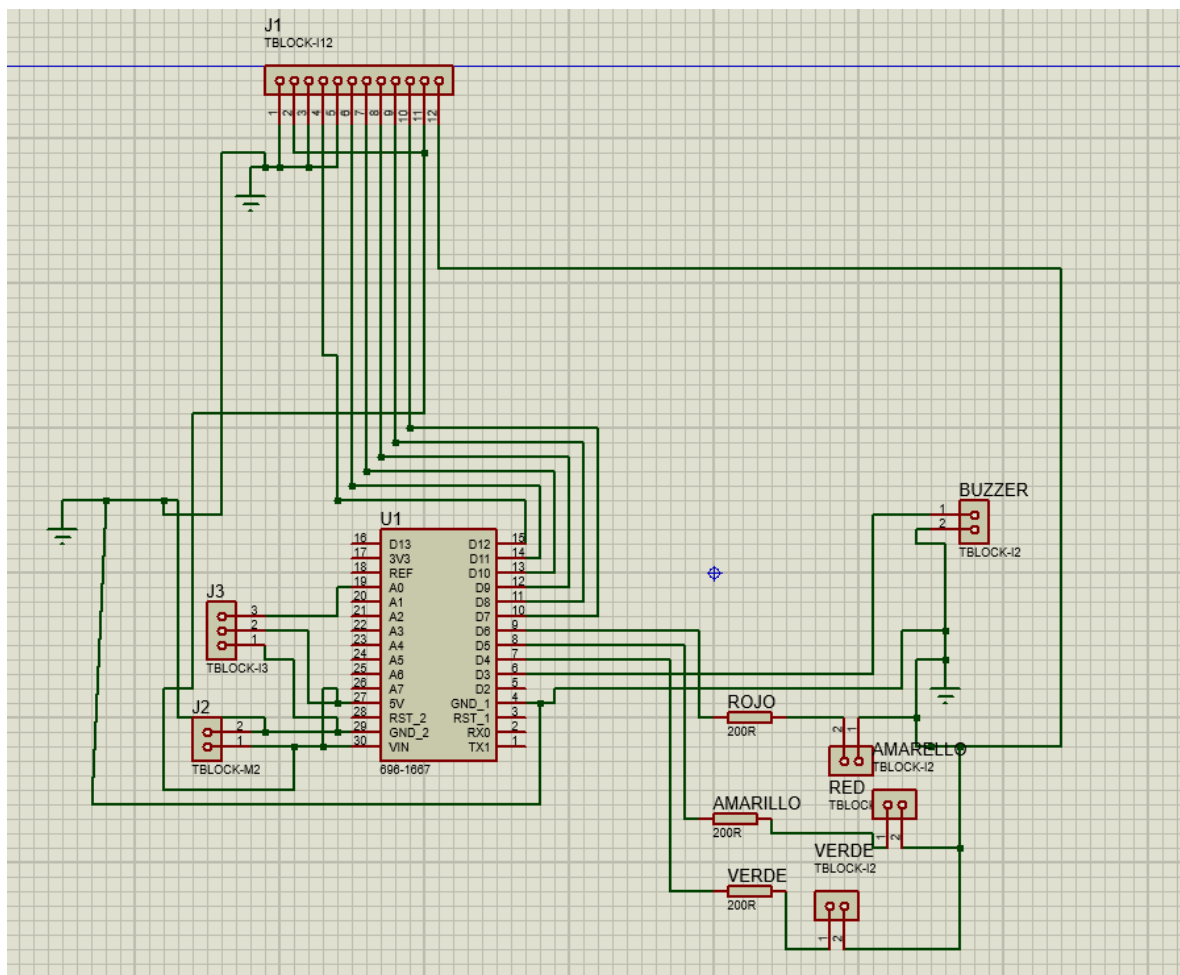 J1
TBLOCK-I12
1 2 3 4 5 6 7 8 9 10 11 12
BUZZER
1
2
TBLOCK-I2
U1
16 D13 D12 15
17 3V3 D11 14
18 REF D10 13
19 A0 D9 12
20 A1 D8 11
21 A2 D7 10
22 A3 D6 9
23 A4 D5 8
24 A5 D4 7
25 A6 D3 6
26 A7 D2 5
27 5V GND_1 4
28 RST_2 RST_1 3
29 GND_2 RX0 2
30 VIN TX1 1
696-1667
J3
3
2
1
TBLOCK-I3
J2
2
1
TBLOCK-M2
ROJO
200R
2 1
AMARELLO
TBLOCK-I2
RED
TBLOCK
AMARILLO
200R
1 2
VERDE
TBLOCK-I2
VERDE
200R
1 2